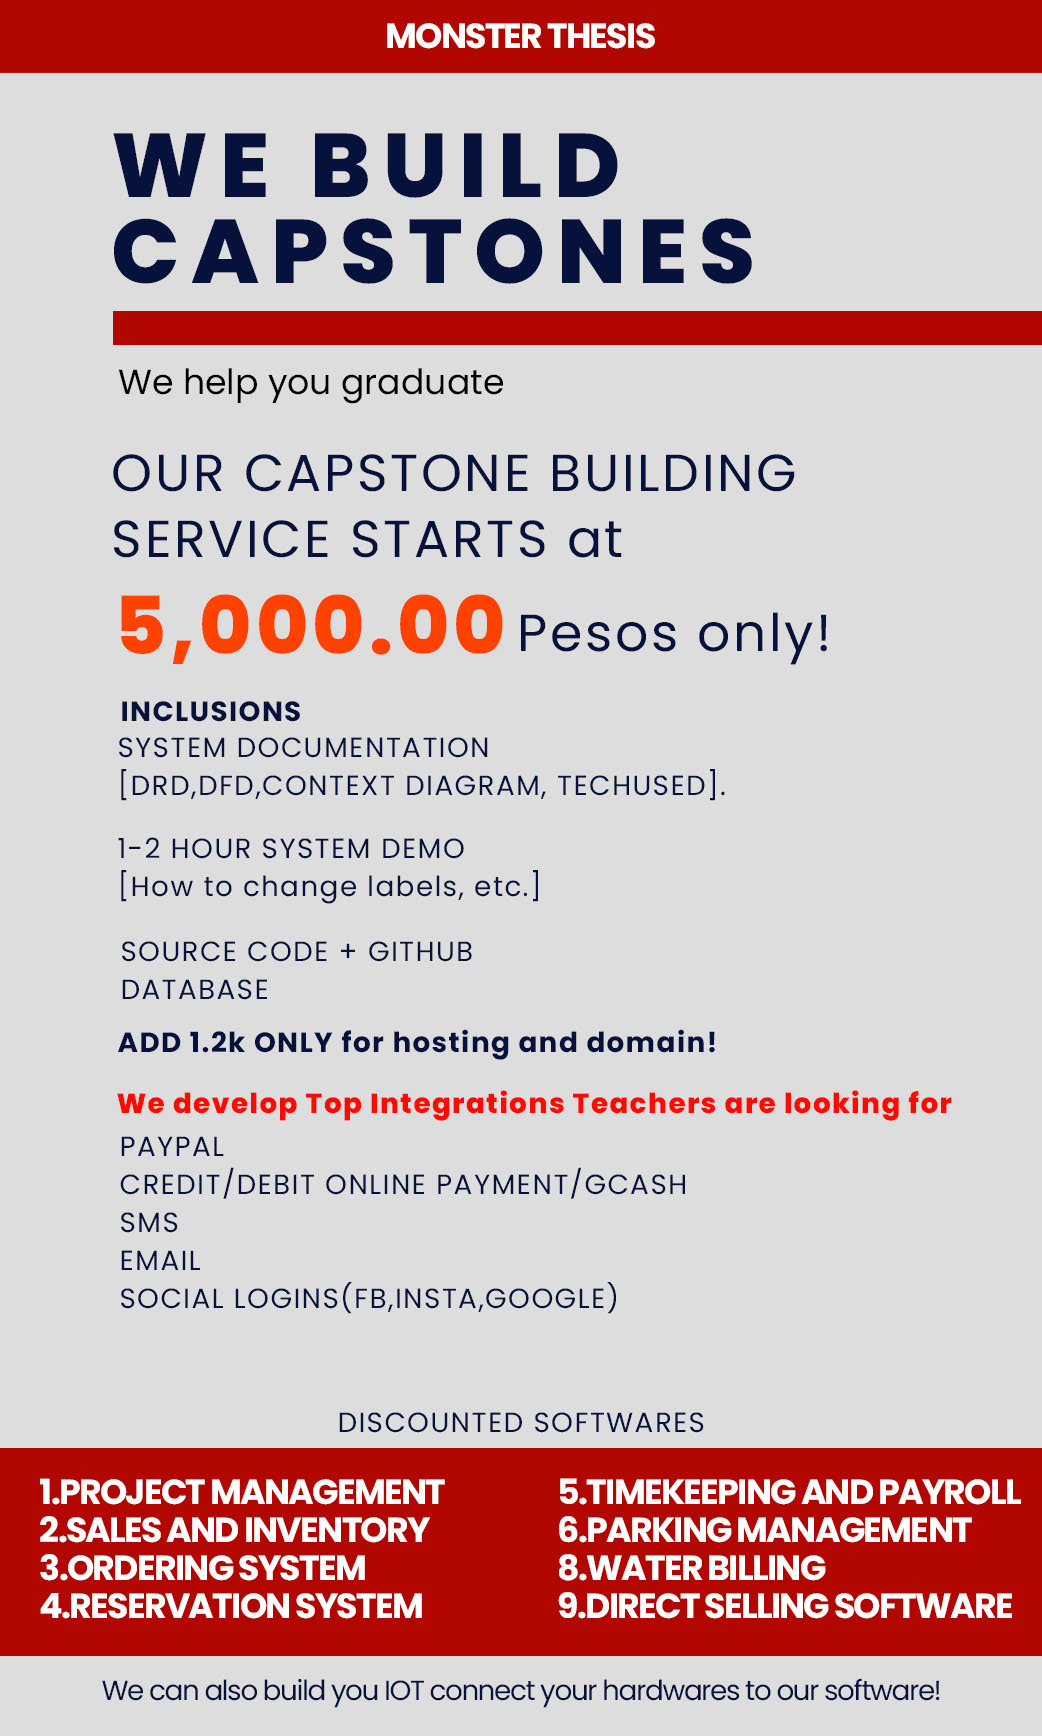 MONSTER THESIS
WE BUILD
CAPSTONES
We help you graduate
OUR CAPSTONE BUILDING
SERVICE STARTS at
5,000.00 Pesos only!
INCLUSIONS
SYSTEM DOCUMENTATION
[DRD,DFD,CONTEXT DIAGRAM, TECHUSED].
1-2 HOUR SYSTEM DEMO
[How to change labels, etc.]
SOURCE CODE + GITHUB
DATABASE
ADD 1.2k ONLY for hosting and domain!
We develop Top Integrations Teachers are looking for
PAYPAL
CREDIT/DEBIT ONLINE PAYMENT/GCASH
SMS
EMAIL
SOCIAL LOGINS(FB,INSTA,GOOGLE)
DISCOUNTED SOFTWARES
1.PROJECT MANAGEMENT
2.SALES AND INVENTORY
3.ORDERING SYSTEM
4.RESERVATION SYSTEM
5.TIMEKEEPING AND PAYROLL
6.PARKING MANAGEMENT
8.WATER BILLING
9.DIRECT SELLING SOFTWARE
We can also build you IOT connect your hardwares to our software!